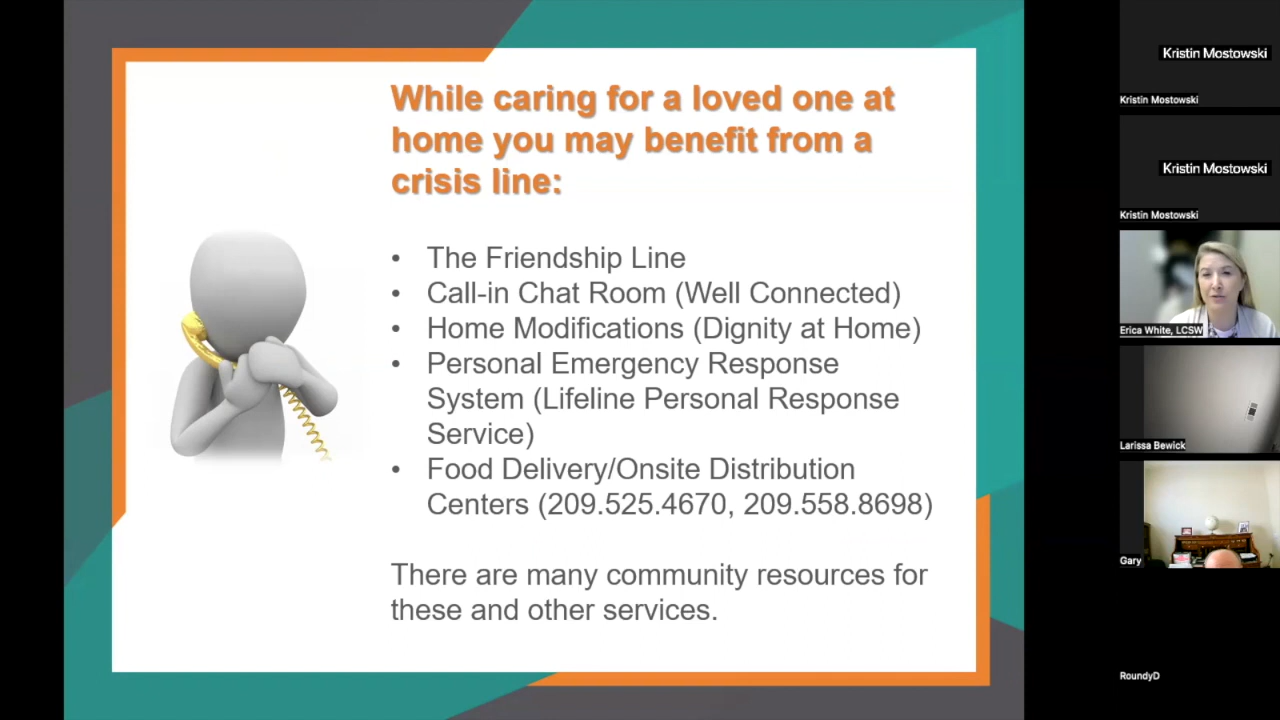 While caring for a loved one at
home you may benefit from a
crisis line:
• The Friendship Line
• Call-in Chat Room (Well Connected)
• Home Modifications (Dignity at Home)
• Personal Emergency Response
System (Lifeline Personal Response
Service)
• Food Delivery/Onsite Distribution
Centers (209.525.4670, 209.558.8698)
There are many community resources for
these and other services.
Kristin Mostowski
Kristin Mostowski
Kristin Mostowski
Kristin Mostowski
Erica White, LCSW
Larissa Bewick
Gary
RoundyD